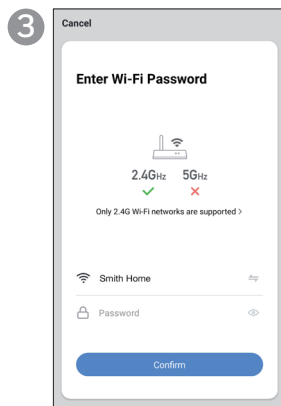 3
Cancel
Enter Wi-Fi Password
2.4GHz 5GHz
Only 2.4G Wi-Fi networks are supported >
Smith Home
Password
Confirm